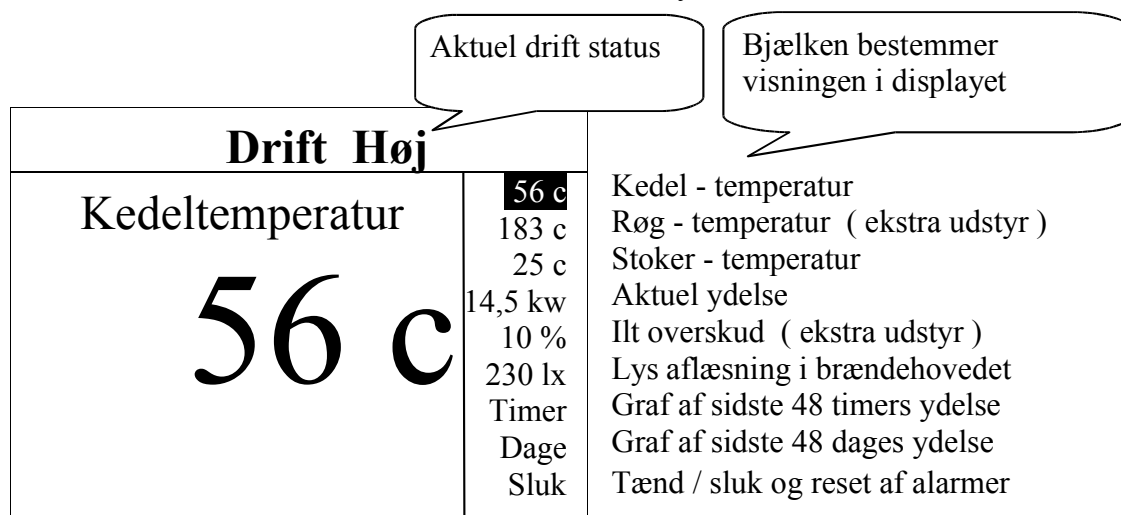 Aktuel drift status
Bjælken bestemmer
visningen i displayet
Drift Høj
Kedeltemperatur
56 c
56 c Kedel - temperatur
183 c Røg - temperatur ( ekstra udstyr )
25 c Stoker - temperatur
14,5 kw Aktuel ydelse
10 % Ilt overskud ( ekstra udstyr )
230 lx Lys aflæsning i brændehovedet
Timer Graf af sidste 48 timers ydelse
Dage Graf af sidste 48 dages ydelse
Sluk Tænd / sluk og reset af alarmer